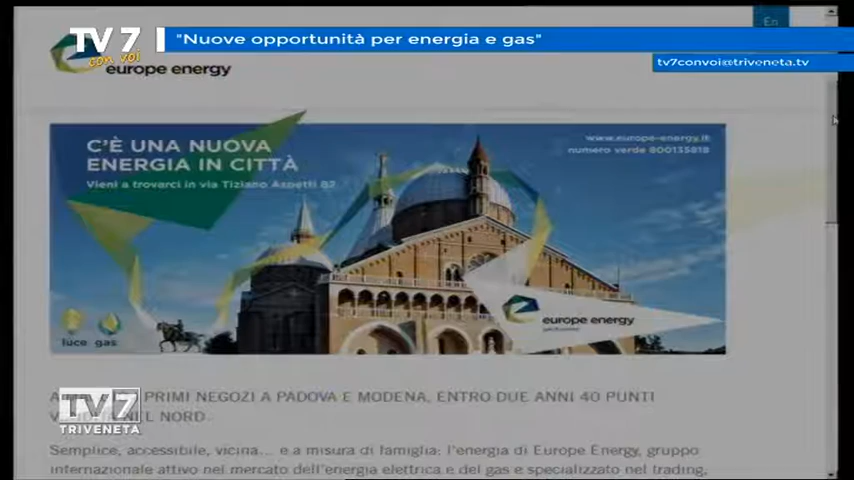 En
TV7
con voi
"Nuove opportunità per energia e gas"
tv7convoi@triveneta.tv
europe energy
C'È UNA NUOVA
ENERGIA IN CITTÀ
Vieni a trovarci in via Tiziano Aspetti 82
www.europe-energy.it
numero verde 800135818
luce gas
europe energy
PRIMI NEGOZI A PADOVA E MODENA, ENTRO DUE ANNI 40 PUNTI
NEL NORD
TV7
TRIVENETA
Semplice, accessibile, vicina... e a misura di famiglia: l'energia di Europe Energy, gruppo
internazionale attivo nel mercato dell'energia elettrica e del gas e specializzato nel trading,